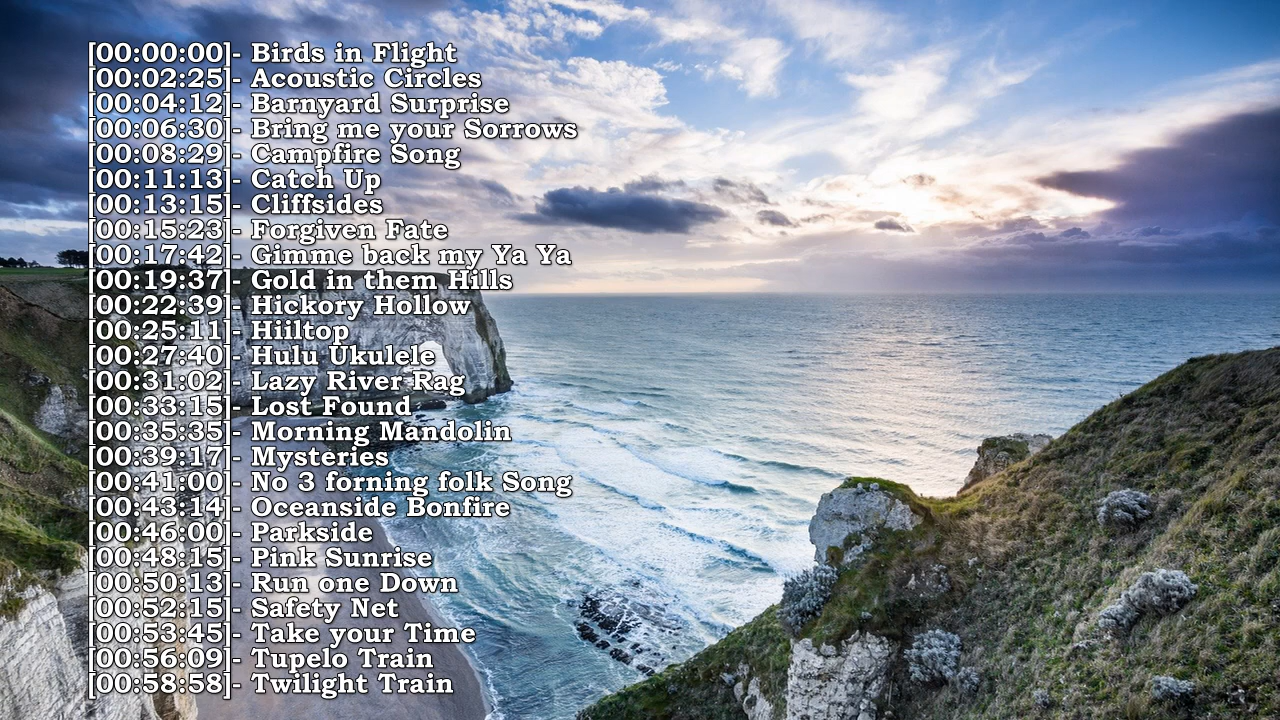 [00:00:00]- Birds in Flight
[00:02:25]- Acoustic Circles
[00:04:12]- Barnyard Surprise
[00:06:30]- Bring me your Sorrows
[00:08:29]- Campfire Song
[00:11:13]- Catch Up
[00:13:15]- Cliffsides
[00:15:23]- Forgiven Fate
[00:17:42]- Gimme back my Ya Ya
[00:19:37]- Gold in them Hills
[00:22:39]- Hickory Hollow
[00:25:11]- Hiiltop
[00:27:40]- Hulu Ukulele
[00:31:02]- Lazy River Rag
[00:33:15]- Lost Found
[00:35:35]- Morning Mandolin
[00:39:17]- Mysteries
[00:41:00]- No 3 forning folk Song
[00:43:14]- Oceanside Bonfire
[00:46:00]- Parkside
[00:48:15]- Pink Sunrise
[00:50:13]- Run one Down
[00:52:15]- Safety Net
[00:53:45]- Take your Time
[00:56:09]- Tupelo Train
[00:58:58]- Twilight Train